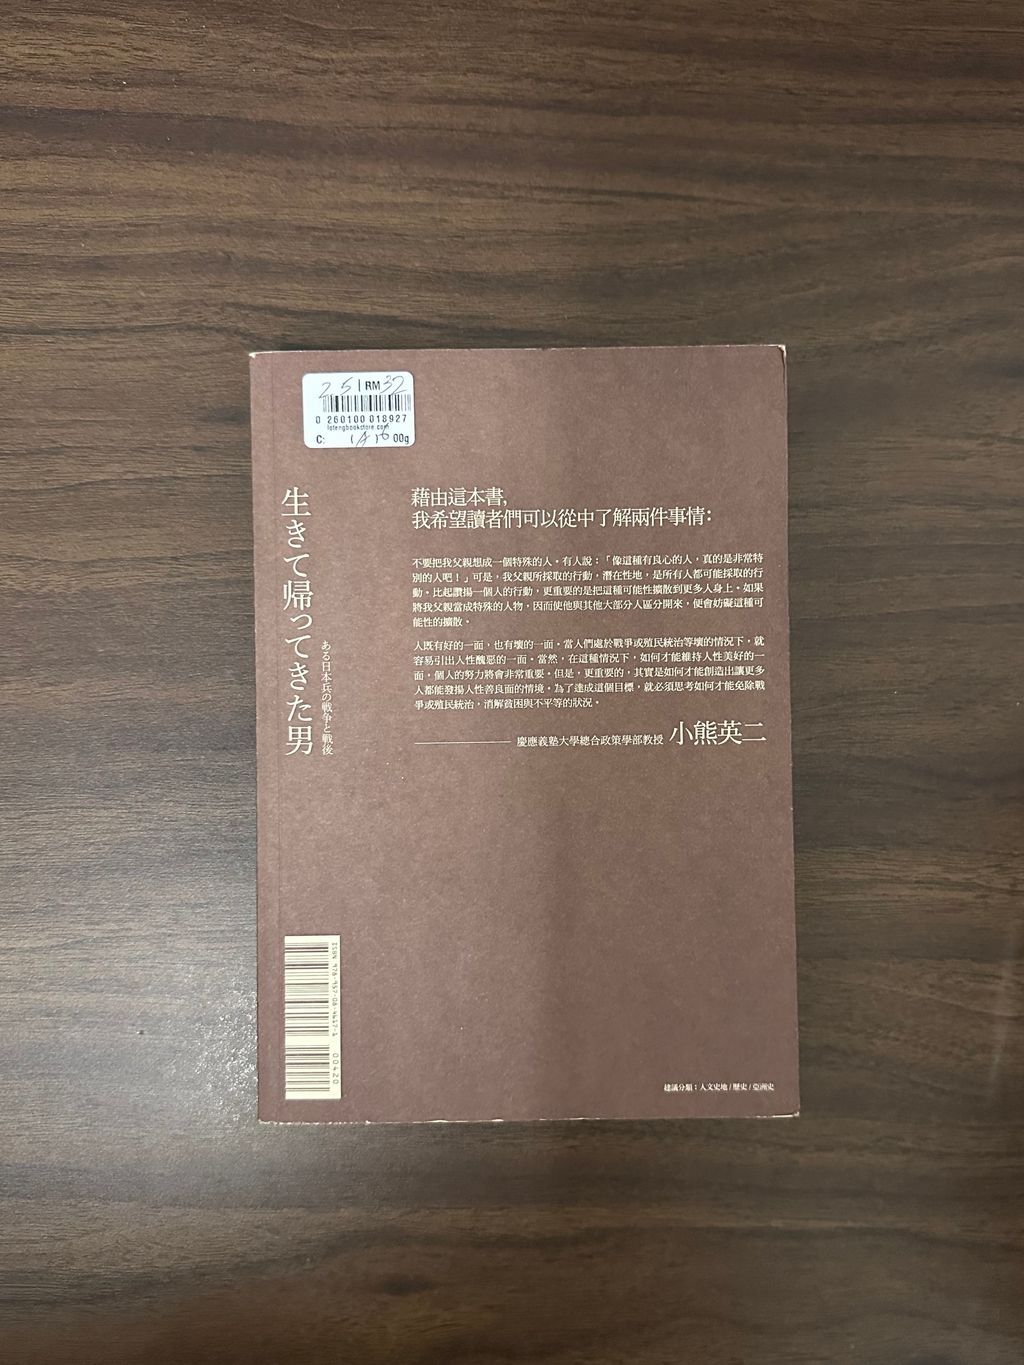 RM 32
0 260100 018927
latengbookstore.com
C:
00g
生きて帰ってきた男
ある日本兵の戦争と戦後
藉由這本書,
我希望讀者們可以從中了解兩件事情：
不要把我父親想成一個特殊的人。有人說：「像這種有良心的人，真的是非常特
別的人吧！」可是，我父親所採取的行動，潛在性地，是所有人都可能採取的行
動。比起讚揚一個人的行動，更重要的是把這種可能性擴散到更多人身上。如果
將我父親當成特殊的人物，因而使他與其他大部分人區分開來，便會妨礙這種可
能性的擴散。
人既有好的一面，也有壞的一面。當人們處於戰爭或殖民統治等壞的情況下，就
容易引出人性醜惡的一面。當然，在這種情況下，如何才能維持人性美好的一
面，個人的努力將會非常重要。但是，更重要的，其實是如何才能創造出讓更多
人都能發揚人性善良面的情境。為了達成這個目標，就必須思考如何才能免除戰
爭或殖民統治，消解貧困與不平等的狀況。
慶應義塾大學總合政策學部教授 小熊英二
00420
建議分類：人文史地 / 歷史 / 亞洲史